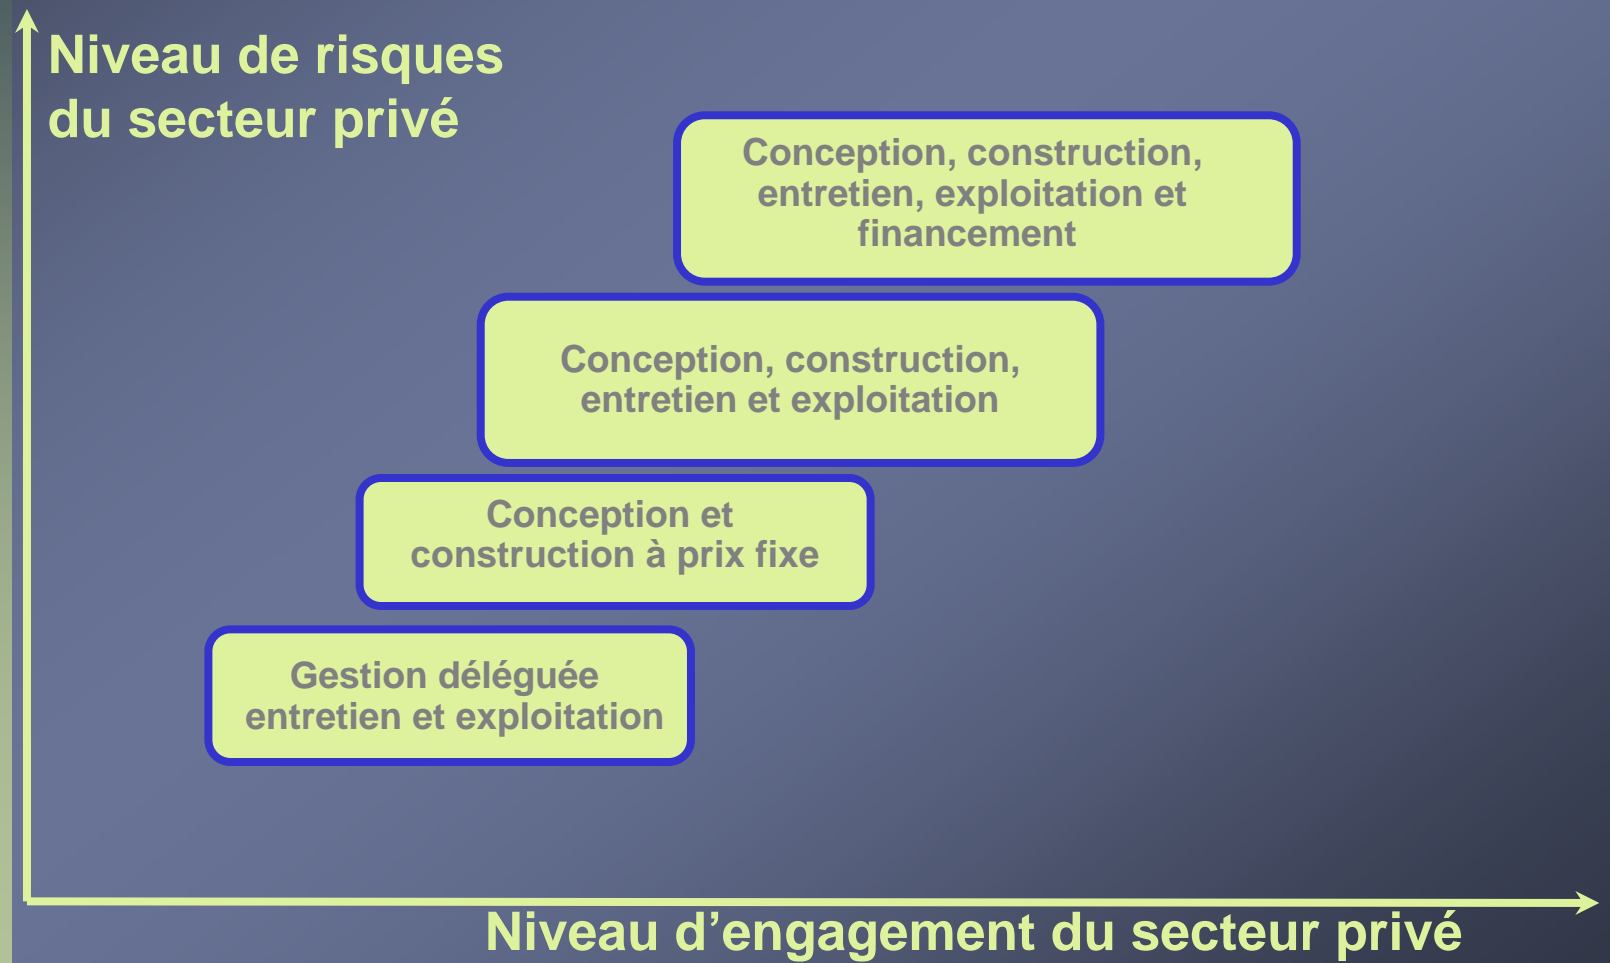 Niveau de risques
du secteur privé
Conception, construction,
entretien, exploitation et
financement
Conception, construction,
entretien et exploitation
Conception et
construction à prix fixe
Gestion déléguée
entretien et exploitation
Niveau d’engagement du secteur privé